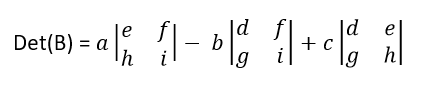 Det(B) = a |e f| − b |d f| + c |d e|
|h i| |g i| |g h|